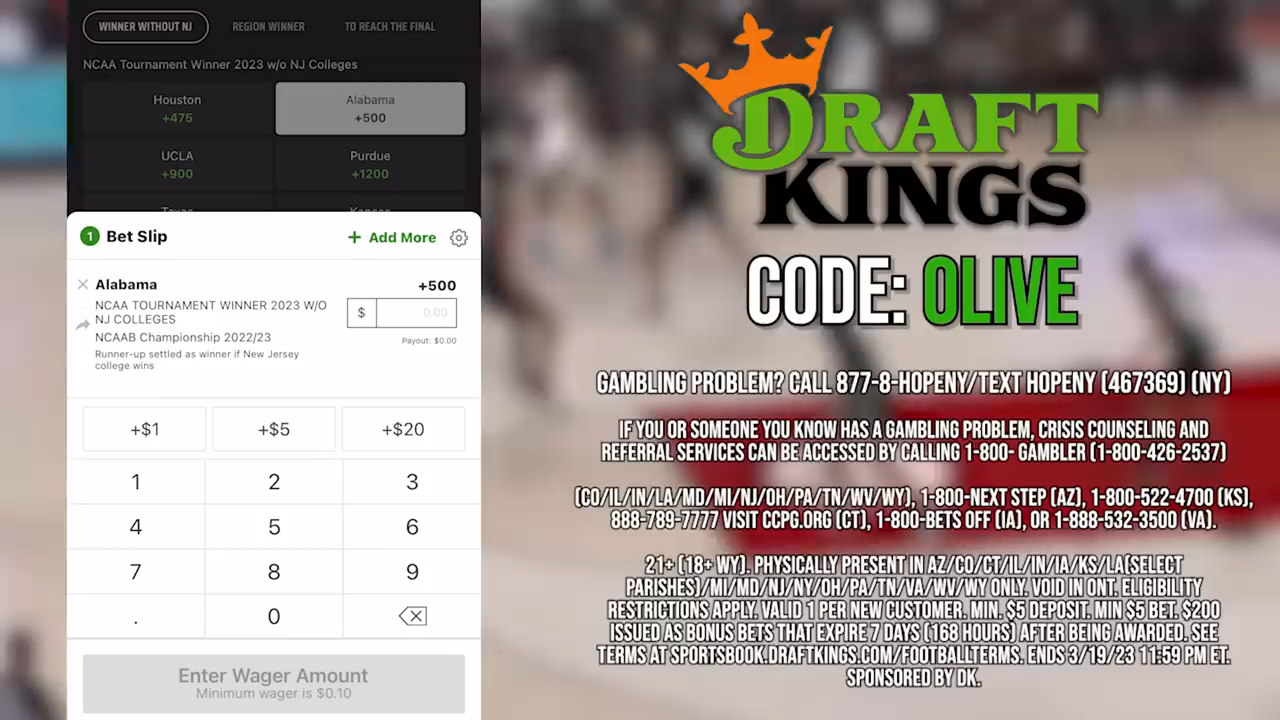 WINNER WITHOUT NJ
REGION WINNER
TO REACH THE FINAL
NCAA Tournament Winner 2023 w/o NJ Colleges
Houston
+475
Alabama
+500
UCLA
+900
Purdue
+1200
Texas
Kansas
1 Bet Slip
+ Add More
Alabama
+500
NCAA TOURNAMENT WINNER 2023 W/O
NJ COLLEGES
$ 0.00
NCAAB Championship 2022/23
Payout: $0.00
Runner-up settled as winner if New Jersey
college wins
+$1
+$5
+$20
1
2
3
4
5
6
7
8
9
.
0
Enter Wager Amount
Minimum wager is $0.10
DRAFT
KINGS
CODE: OLIVE
GAMBLING PROBLEM? CALL 877-8-HOPENY/TEXT HOPENY (467369) (NY)
IF YOU OR SOMEONE YOU KNOW HAS A GAMBLING PROBLEM, CRISIS COUNSELING AND
REFERRAL SERVICES CAN BE ACCESSED BY CALLING 1-800- GAMBLER (1-800-426-2537)
(CO/IL/IN/LA/MD/MI/NJ/OH/PA/TN/WV/WY), 1-800-NEXT STEP (AZ), 1-800-522-4700 (KS),
888-789-7777 VISIT CCPG.ORG (CT), 1-800-BETS OFF (IA), OR 1-888-532-3500 (VA).
21+ (18+ WY). PHYSICALLY PRESENT IN AZ/CO/CT/IL/IN/IA/KS/LA(SELECT
PARISHES)/MI/MD/NJ/NY/OH/PA/TN/VA/WV/WY ONLY. VOID IN ONT. ELIGIBILITY
RESTRICTIONS APPLY. VALID 1 PER NEW CUSTOMER. MIN. $5 DEPOSIT. MIN $5 BET. $200
ISSUED AS BONUS BETS THAT EXPIRE 7 DAYS (168 HOURS) AFTER BEING AWARDED. SEE
TERMS AT SPORTSBOOK.DRAFTKINGS.COM/FOOTBALLTERMS. ENDS 3/19/23 11:59 PM ET.
SPONSORED BY DK.